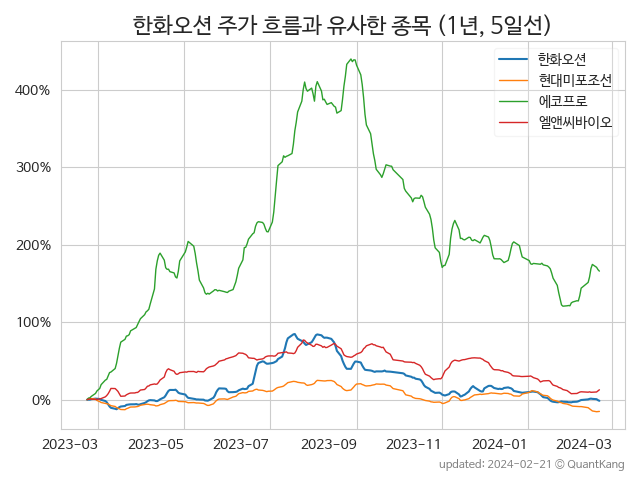 한화오션 주가 흐름과 유사한 종목 (1년, 5일선)
한화오션
현대미포조선
에코프로
엘앤씨바이오
400%
300%
200%
100%
0%
2023-03 2023-05 2023-07 2023-09 2023-11 2024-01 2024-03
updated: 2024-02-21 © QuantKang